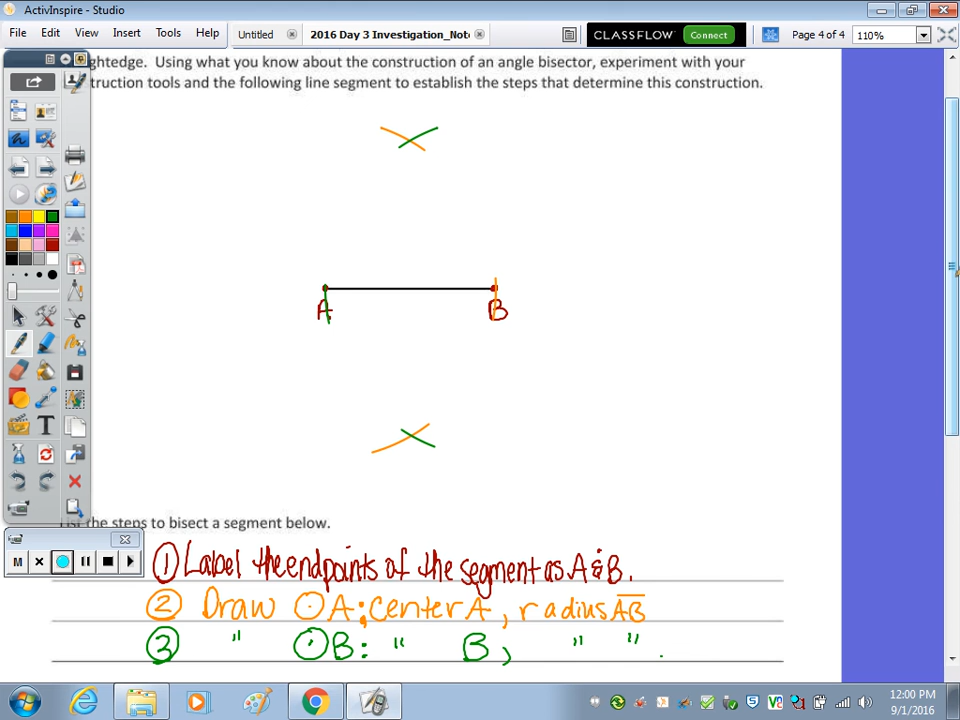 ActivInspire - Studio
File Edit View Insert Tools Help Untitled 2016 Day 3 Investigation_Note CLASSFLOW Connect Page 4 of 4 110%
ghtedge. Using what you know about the construction of an angle bisector, experiment with your
truction tools and the following line segment to establish the steps that determine this construction.
A B
the steps to bisect a segment below.
① Label the endpoints of the segment as A & B.
② Draw ⊙A: center A, radius A̅B̅
③ " ⊙B: " B, " " .
M
12:00 PM
9/1/2016